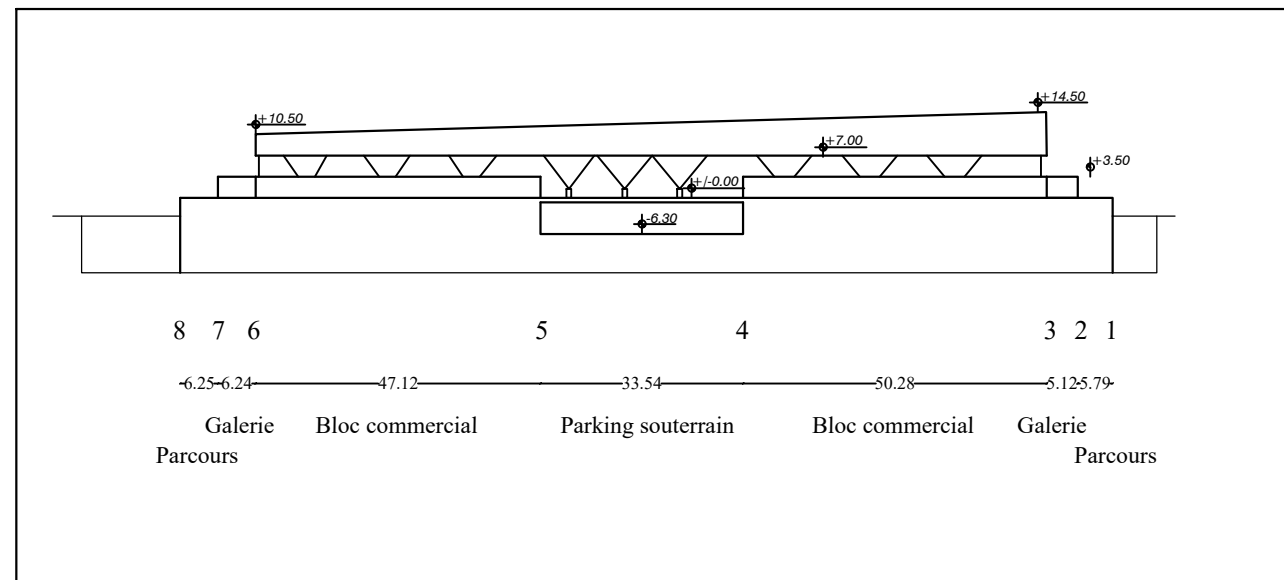 +14.50
+10.50
+7.00
+3.50
+/-0.00
-6.30
8 7 6 5 4 3 2 1
6.25 6.24 47.12 33.54 50.28 5.12 5.79
Galerie Bloc commercial Parking souterrain Bloc commercial Galerie
Parcours Parcours